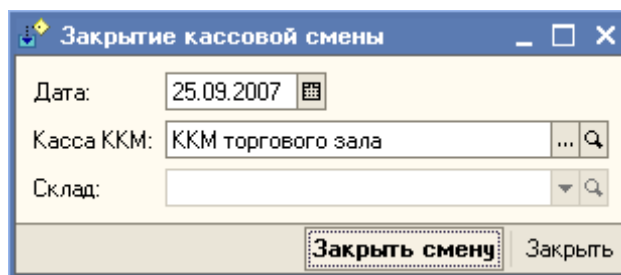 Закрытие кассовой смены
Дата: 25.09.2007
Касса ККМ: ККМ торгового зала ...
Склад:
Закрыть смену Закрыть